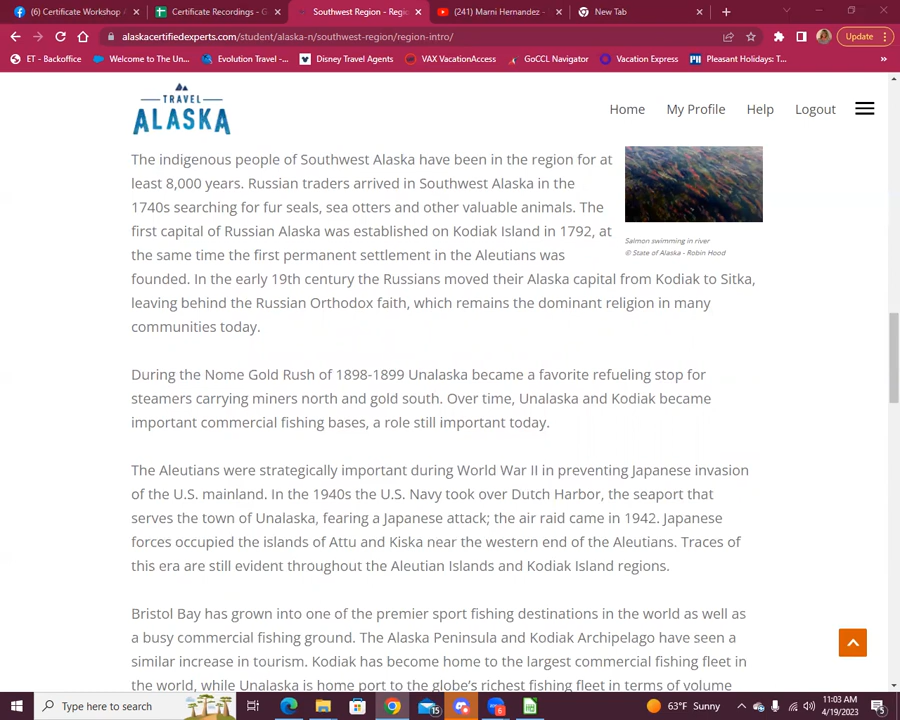 (6) Certificate Workshop
Certificate Recordings - G
Southwest Region - Regi
(241) Marni Hernandez -
New Tab
alaskacertifiedexperts.com/student/alaska-n/southwest-region/region-intro/
Update
ET - Backoffice
Welcome to The Un...
Evolution Travel -...
Disney Travel Agents
VAX VacationAccess
GoCCL Navigator
Vacation Express
Pleasant Holidays: T...
TRAVEL
ALASKA
Home
My Profile
Help
Logout
The indigenous people of Southwest Alaska have been in the region for at
least 8,000 years. Russian traders arrived in Southwest Alaska in the
1740s searching for fur seals, sea otters and other valuable animals. The
first capital of Russian Alaska was established on Kodiak Island in 1792, at
the same time the first permanent settlement in the Aleutians was
founded. In the early 19th century the Russians moved their Alaska capital from Kodiak to Sitka,
leaving behind the Russian Orthodox faith, which remains the dominant religion in many
communities today.
Salmon swimming in river
© State of Alaska - Robin Hood
During the Nome Gold Rush of 1898-1899 Unalaska became a favorite refueling stop for
steamers carrying miners north and gold south. Over time, Unalaska and Kodiak became
important commercial fishing bases, a role still important today.
The Aleutians were strategically important during World War II in preventing Japanese invasion
of the U.S. mainland. In the 1940s the U.S. Navy took over Dutch Harbor, the seaport that
serves the town of Unalaska, fearing a Japanese attack; the air raid came in 1942. Japanese
forces occupied the islands of Attu and Kiska near the western end of the Aleutians. Traces of
this era are still evident throughout the Aleutian Islands and Kodiak Island regions.
Bristol Bay has grown into one of the premier sport fishing destinations in the world as well as
a busy commercial fishing ground. The Alaska Peninsula and Kodiak Archipelago have seen a
similar increase in tourism. Kodiak has become home to the largest commercial fishing fleet in
the world, while Unalaska is home port to the globe's richest fishing fleet in terms of volume
Type here to search
15
6
63°F Sunny
11:03 AM
4/19/2023
5